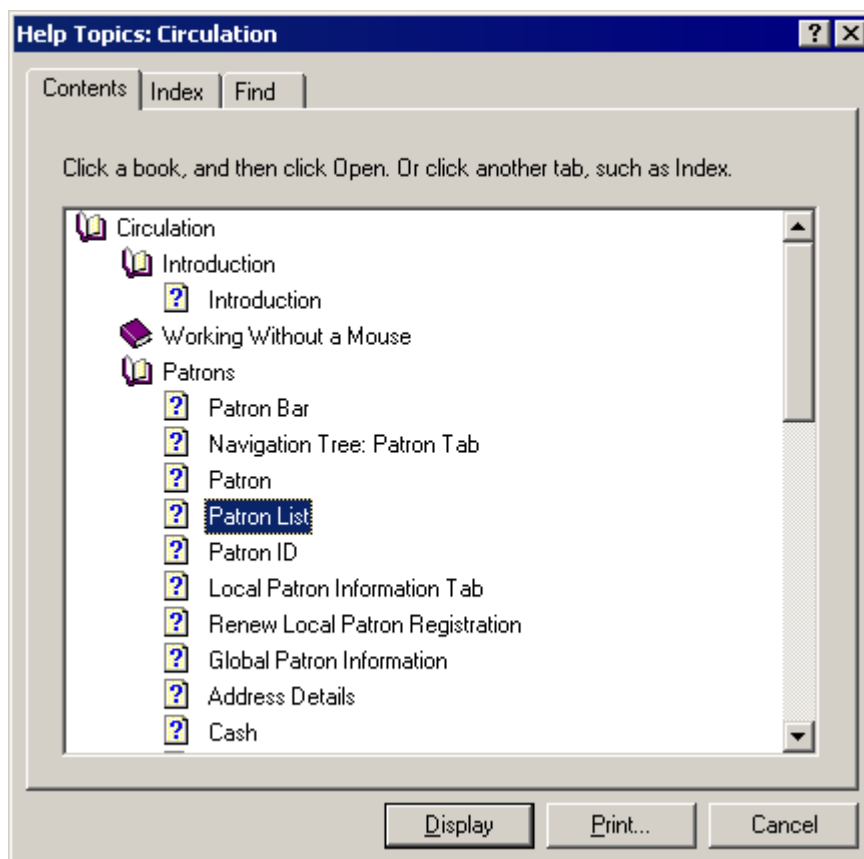 Help Topics: Circulation
Contents Index Find
Click a book, and then click Open. Or click another tab, such as Index.
Circulation
Introduction
Introduction
Working Without a Mouse
Patrons
Patron Bar
Navigation Tree: Patron Tab
Patron
Patron List
Patron ID
Local Patron Information Tab
Renew Local Patron Registration
Global Patron Information
Address Details
Cash
Display Print... Cancel